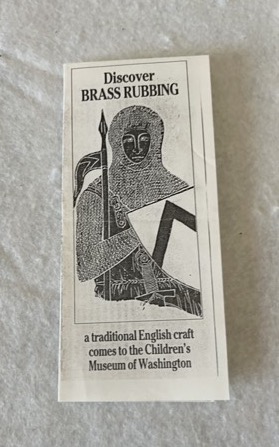 Discover
BRASS RUBBING
a traditional English craft
comes to the Children's
Museum of Washington